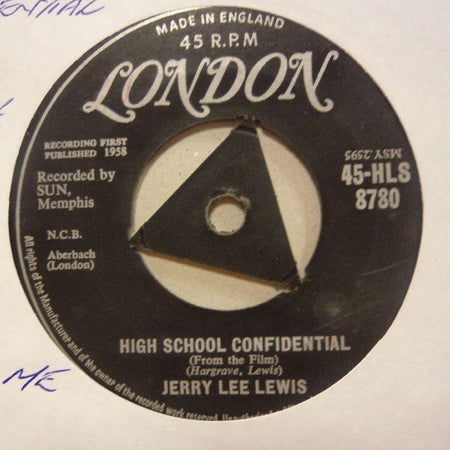 MADE IN ENGLAND
45 R.P.M
LONDON
RECORDING FIRST
PUBLISHED 1958
Recorded by
SUN,
Memphis
N.C.B.
Aberbach
(London)
MSY.2595
45-HLS
8780
HIGH SCHOOL CONFIDENTIAL
(From the Film)
(Hargrave, Lewis)
JERRY LEE LEWIS
All rights of the Manufacturer and of the owner of the recorded work reserved.
ME